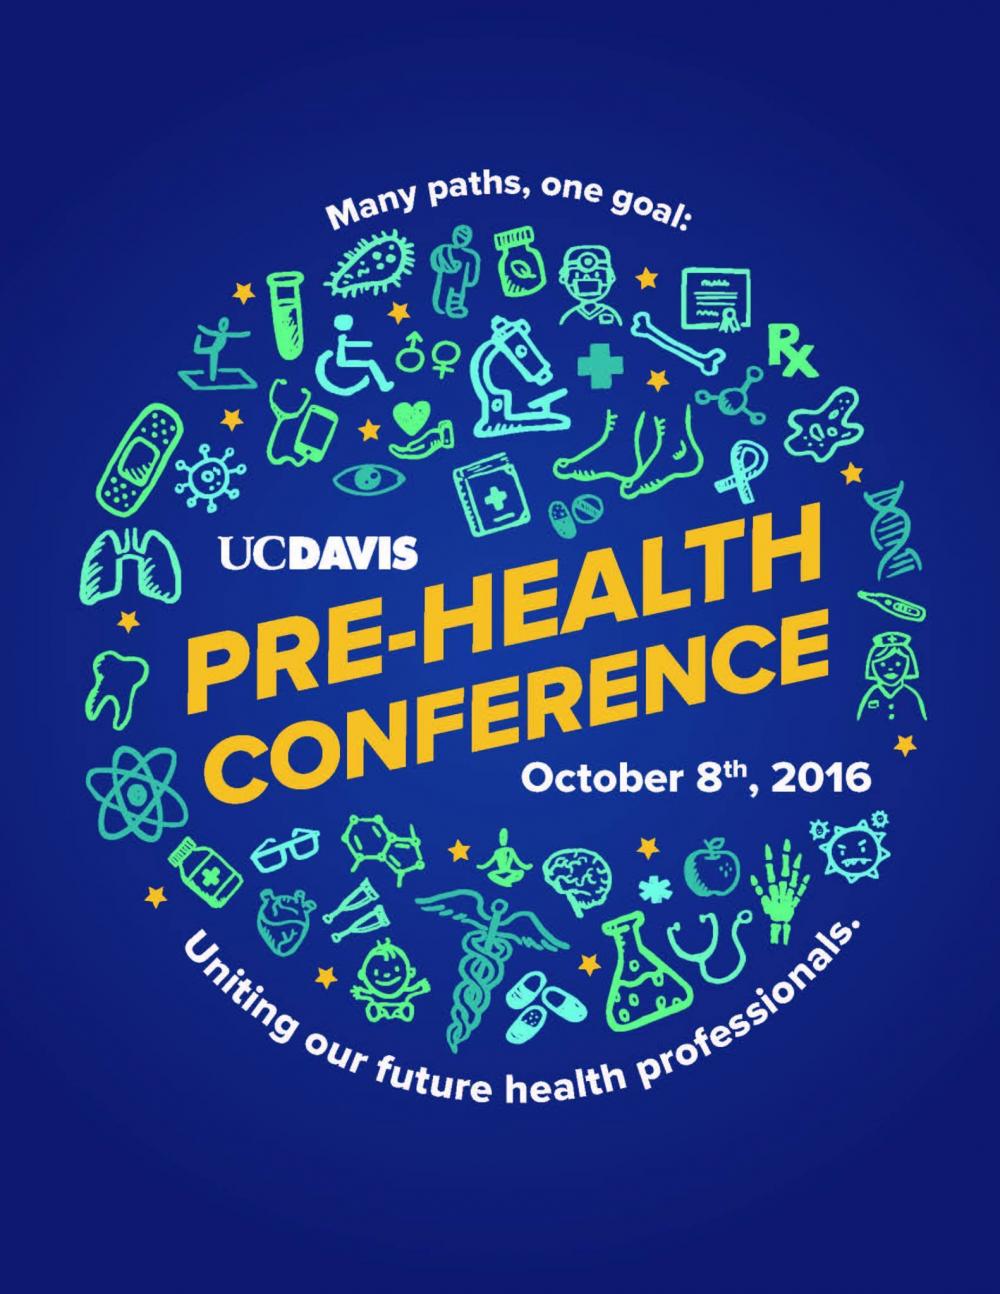 Many paths, one goal:
Rx
UCDAVIS
PRE-HEALTH
CONFERENCE
October 8th, 2016
Uniting our future health professionals.